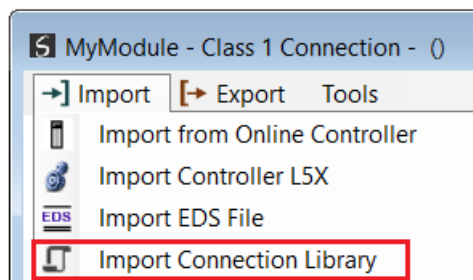 MyModule - Class 1 Connection - ()
Import Export Tools
Import from Online Controller
Import Controller L5X
EDS Import EDS File
Import Connection Library